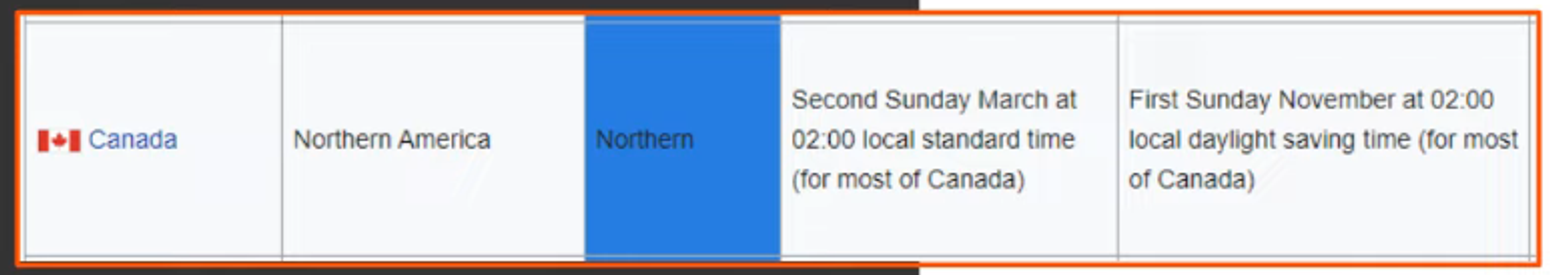 Canada
Northern America
Northern
Second Sunday March at
02:00 local standard time
(for most of Canada)
First Sunday November at 02:00
local daylight saving time (for most
of Canada)